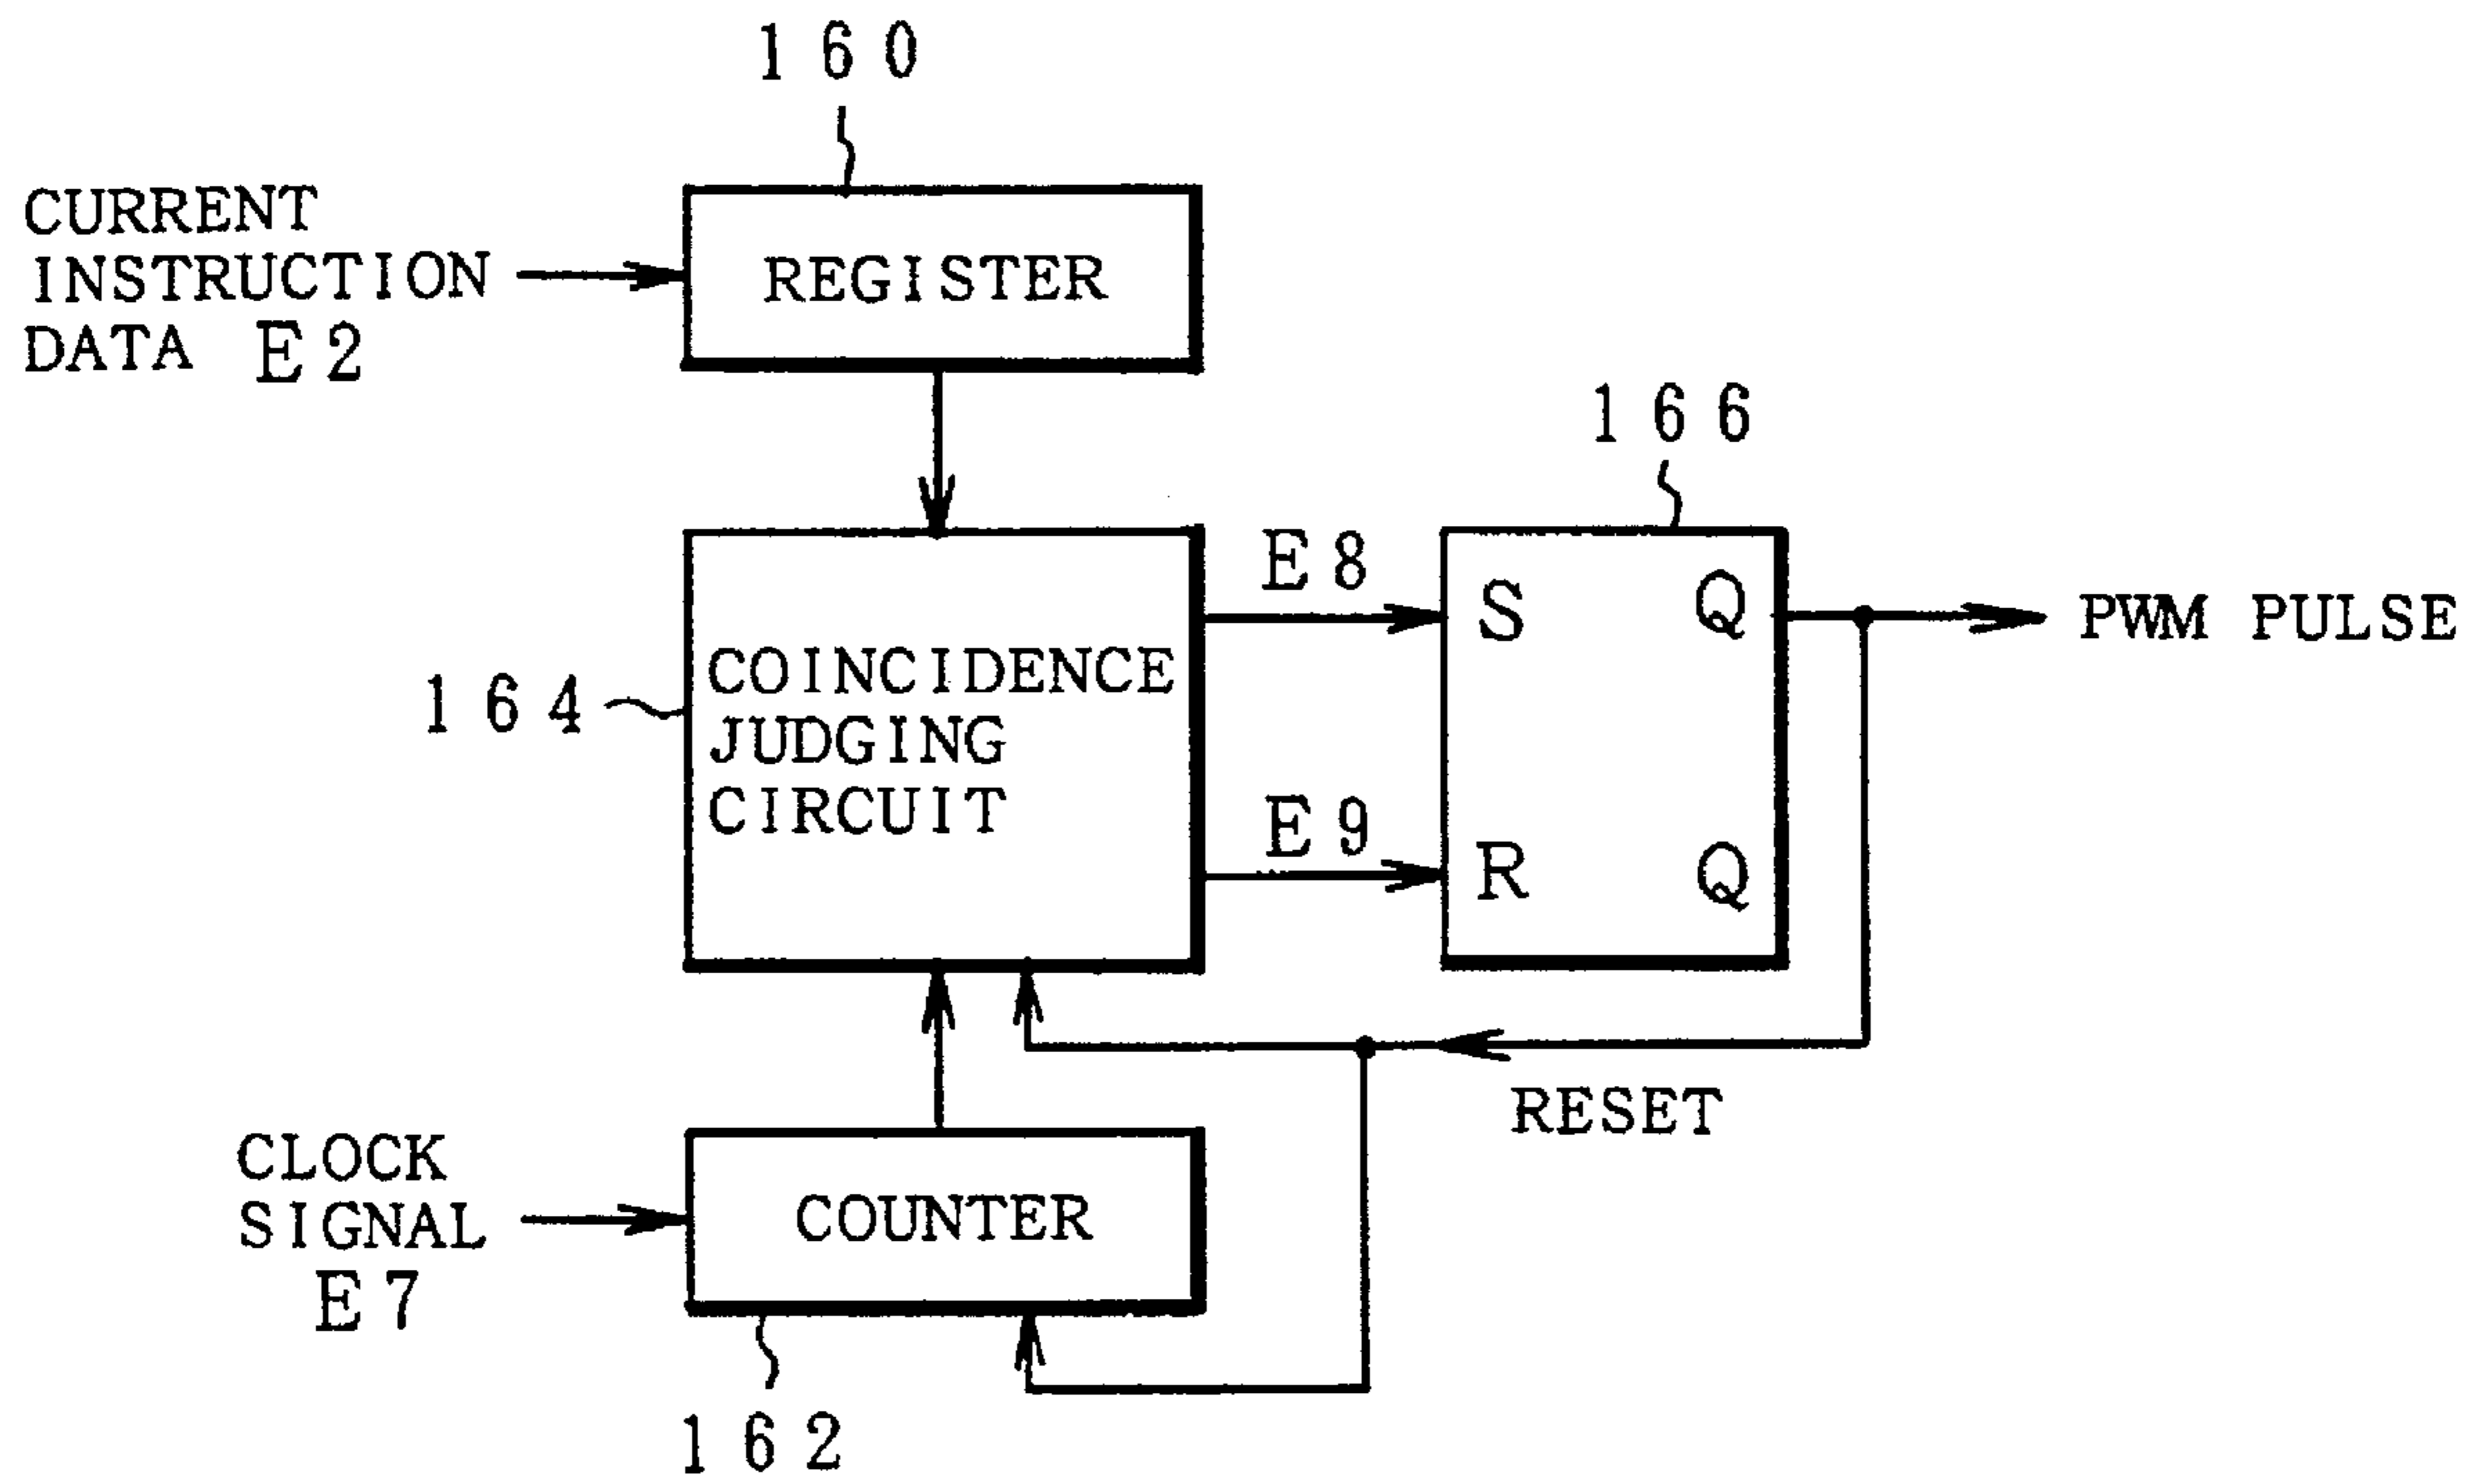 160
CURRENT
INSTRUCTION
DATA E2
REGISTER
166
E8
S Q
PWM PULSE
164
COINCIDENCE
JUDGING
CIRCUIT
E9
R Q
RESET
CLOCK
SIGNAL
E7
COUNTER
162